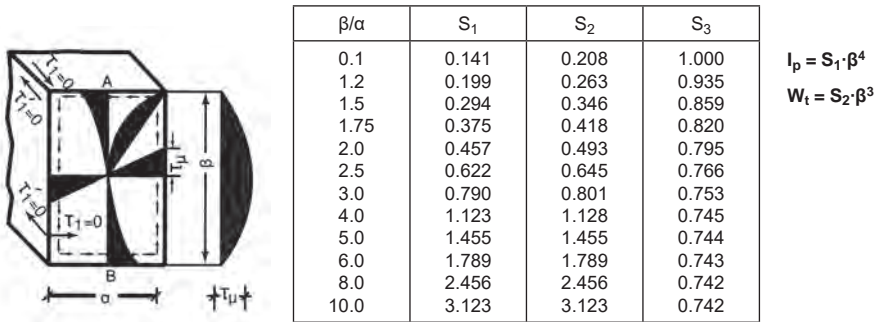 τ₁=0
A
τ₁=0
τμ
β
τ₁=0
τ₁=0
B
α
τμ
β/α S₁ S₂ S₃
0.1 0.141 0.208 1.000
1.2 0.199 0.263 0.935
1.5 0.294 0.346 0.859
1.75 0.375 0.418 0.820
2.0 0.457 0.493 0.795
2.5 0.622 0.645 0.766
3.0 0.790 0.801 0.753
4.0 1.123 1.128 0.745
5.0 1.455 1.455 0.744
6.0 1.789 1.789 0.743
8.0 2.456 2.456 0.742
10.0 3.123 3.123 0.742
Iₚ = S₁·β⁴
Wₜ = S₂·β³